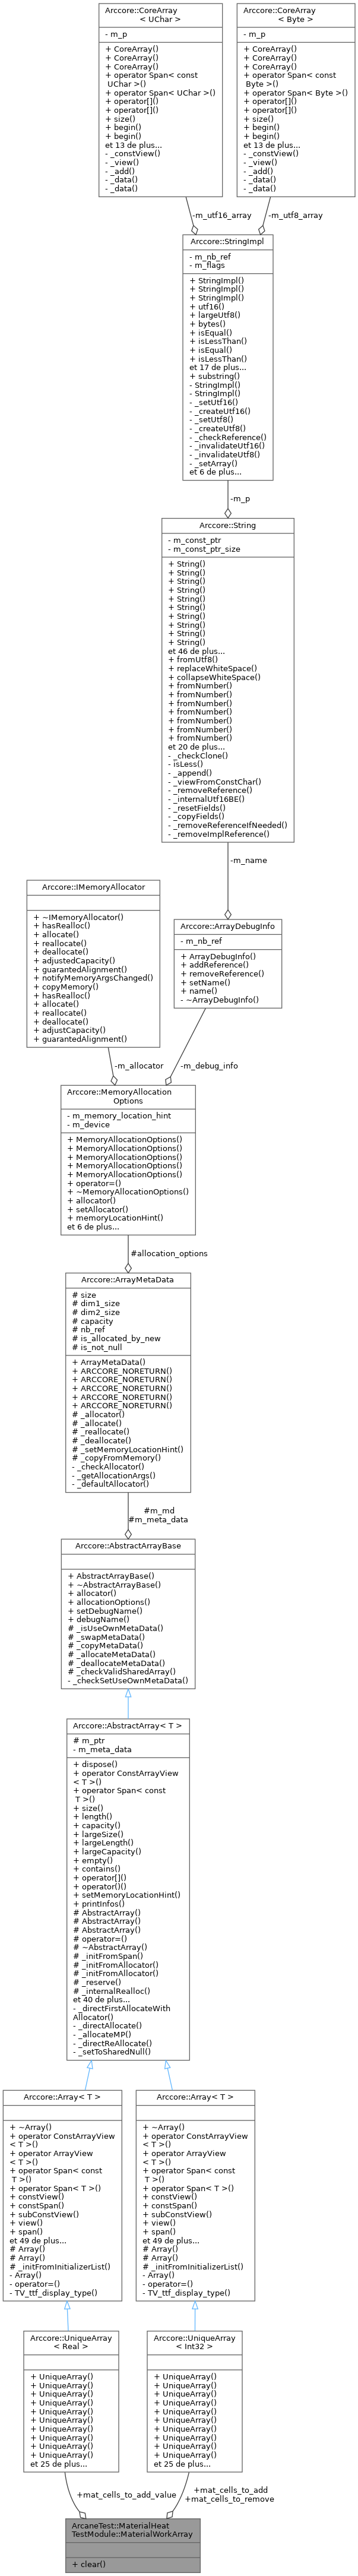 Arccore::CoreArray
< UChar >
- m_p
+ CoreArray()
+ CoreArray()
+ CoreArray()
+ operator Span< const
UChar >()
+ operator Span< UChar >()
+ operator[]()
+ operator[]()
+ size()
+ begin()
+ begin()
et 13 de plus...
- _constView()
- _view()
- _add()
- _data()
- _data()
Arccore::CoreArray
< Byte >
- m_p
+ CoreArray()
+ CoreArray()
+ CoreArray()
+ operator Span< const
Byte >()
+ operator Span< Byte >()
+ operator[]()
+ operator[]()
+ size()
+ begin()
+ begin()
et 13 de plus...
- _constView()
- _view()
- _add()
- _data()
- _data()
-m_utf16_array
-m_utf8_array
Arccore::StringImpl
- m_nb_ref
- m_flags
+ StringImpl()
+ StringImpl()
+ StringImpl()
+ utf16()
+ largeUtf8()
+ bytes()
+ isEqual()
+ isLessThan()
+ isEqual()
+ isLessThan()
et 17 de plus...
+ substring()
- StringImpl()
- StringImpl()
- _setUtf16()
- _createUtf16()
- _setUtf8()
- _createUtf8()
- _checkReference()
- _invalidateUtf16()
- _invalidateUtf8()
- _setArray()
et 6 de plus...
-m_p
Arccore::String
- m_const_ptr
- m_const_ptr_size
+ String()
+ String()
+ String()
+ String()
+ String()
+ String()
+ String()
+ String()
+ String()
+ String()
et 46 de plus...
+ fromUtf8()
+ replaceWhiteSpace()
+ collapseWhiteSpace()
+ fromNumber()
+ fromNumber()
+ fromNumber()
+ fromNumber()
+ fromNumber()
+ fromNumber()
+ fromNumber()
et 20 de plus...
- _checkClone()
- isLess()
- _append()
- _viewFromConstChar()
- _removeReference()
- _internalUtf16BE()
- _resetFields()
- _copyFields()
- _removeReferenceIfNeeded()
- _removeImplReference()
-m_name
Arccore::IMemoryAllocator
+ ~IMemoryAllocator()
+ hasRealloc()
+ allocate()
+ reallocate()
+ deallocate()
+ adjustedCapacity()
+ guarantedAlignment()
+ notifyMemoryArgsChanged()
+ copyMemory()
+ hasRealloc()
+ allocate()
+ reallocate()
+ deallocate()
+ adjustCapacity()
+ guarantedAlignment()
Arccore::ArrayDebugInfo
- m_nb_ref
+ ArrayDebugInfo()
+ addReference()
+ removeReference()
+ setName()
+ name()
- ~ArrayDebugInfo()
-m_allocator
-m_debug_info
Arccore::MemoryAllocation
Options
- m_memory_location_hint
- m_device
+ MemoryAllocationOptions()
+ MemoryAllocationOptions()
+ MemoryAllocationOptions()
+ MemoryAllocationOptions()
+ MemoryAllocationOptions()
+ operator=()
+ ~MemoryAllocationOptions()
+ allocator()
+ setAllocator()
+ memoryLocationHint()
et 6 de plus...
#allocation_options
Arccore::ArrayMetaData
# size
# dim1_size
# dim2_size
# capacity
# nb_ref
# is_allocated_by_new
# is_not_null
+ ArrayMetaData()
+ ARCCORE_NORETURN()
+ ARCCORE_NORETURN()
+ ARCCORE_NORETURN()
+ ARCCORE_NORETURN()
+ ARCCORE_NORETURN()
# _allocator()
# _allocate()
# _reallocate()
# _deallocate()
# _setMemoryLocationHint()
# _copyFromMemory()
- _checkAllocator()
- _getAllocationArgs()
- _defaultAllocator()
#m_md
#m_meta_data
Arccore::AbstractArrayBase
+ AbstractArrayBase()
+ ~AbstractArrayBase()
+ allocator()
+ allocationOptions()
+ setDebugName()
+ debugName()
# _isUseOwnMetaData()
# _swapMetaData()
# _copyMetaData()
# _allocateMetaData()
# _deallocateMetaData()
# _checkValidSharedArray()
- _checkSetUseOwnMetaData()
Arccore::AbstractArray< T >
# m_ptr
- m_meta_data
+ dispose()
+ operator ConstArrayView
< T >()
+ operator Span< const
T >()
+ size()
+ length()
+ capacity()
+ largeSize()
+ largeLength()
+ largeCapacity()
+ empty()
+ contains()
+ operator[]()
+ operator()()
+ setMemoryLocationHint()
+ printInfos()
# AbstractArray()
# AbstractArray()
# AbstractArray()
# operator=()
# ~AbstractArray()
# _initFromSpan()
# _initFromAllocator()
# _initFromAllocator()
# _reserve()
# _internalRealloc()
et 40 de plus...
- _directFirstAllocateWith
Allocator()
- _directAllocate()
- _allocateMP()
- _directReAllocate()
- _setToSharedNull()
Arccore::Array< T >
+ ~Array()
+ operator ConstArrayView
< T >()
+ operator ArrayView
< T >()
+ operator Span< const
T >()
+ operator Span< T >()
+ constView()
+ constSpan()
+ subConstView()
+ view()
+ span()
et 49 de plus...
# Array()
# Array()
# _initFromInitializerList()
- Array()
- operator=()
- TV_ttf_display_type()
Arccore::Array< T >
+ ~Array()
+ operator ConstArrayView
< T >()
+ operator ArrayView
< T >()
+ operator Span< const
T >()
+ operator Span< T >()
+ constView()
+ constSpan()
+ subConstView()
+ view()
+ span()
et 49 de plus...
# Array()
# Array()
# _initFromInitializerList()
- Array()
- operator=()
- TV_ttf_display_type()
Arccore::UniqueArray
< Real >
+ UniqueArray()
+ UniqueArray()
+ UniqueArray()
+ UniqueArray()
+ UniqueArray()
+ UniqueArray()
+ UniqueArray()
+ UniqueArray()
+ UniqueArray()
+ UniqueArray()
et 25 de plus...
Arccore::UniqueArray
< Int32 >
+ UniqueArray()
+ UniqueArray()
+ UniqueArray()
+ UniqueArray()
+ UniqueArray()
+ UniqueArray()
+ UniqueArray()
+ UniqueArray()
+ UniqueArray()
+ UniqueArray()
et 25 de plus...
+mat_cells_to_add_value
+mat_cells_to_add
+mat_cells_to_remove
ArcaneTest::MaterialHeat
TestModule::MaterialWorkArray
+ clear()